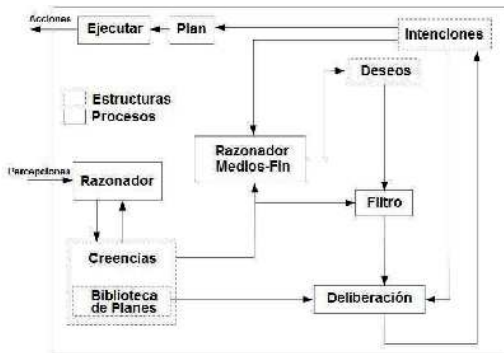 Acciones
Ejecutar
Plan
Intenciones
Deseos
Estructuras
Procesos
Razonador
Medios-Fin
Percepciones
Razonador
Filtro
Creencias
Biblioteca
de Planes
Deliberación